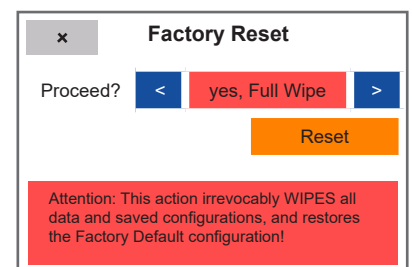 × Factory Reset
Proceed? < yes, Full Wipe >
Reset
Attention: This action irrevocably WIPES all
data and saved configurations, and restores
the Factory Default configuration!